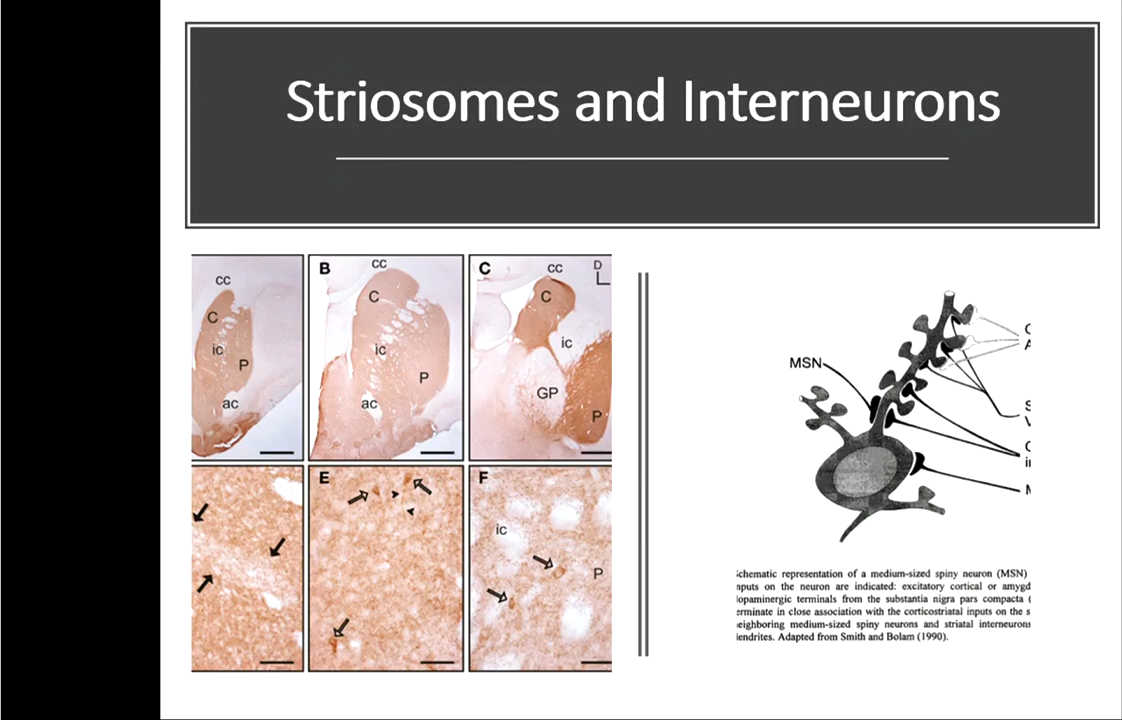 Striosomes and Interneurons
cc
C
ic
P
ac
B
cc
C
ic
P
ac
C
cc
D
C
ic
GP
P
E
F
ic
P
MSN
chematic representation of a medium-sized spiny neuron (MSN)
nputs on the neuron are indicated: excitatory cortical or amygd
lopaminergic terminals from the substantia nigra pars compacta (
erminate in close association with the corticostriatal inputs on the s
eighboring medium-sized spiny neurons and striatal interneurons
lendrites. Adapted from Smith and Bolam (1990).